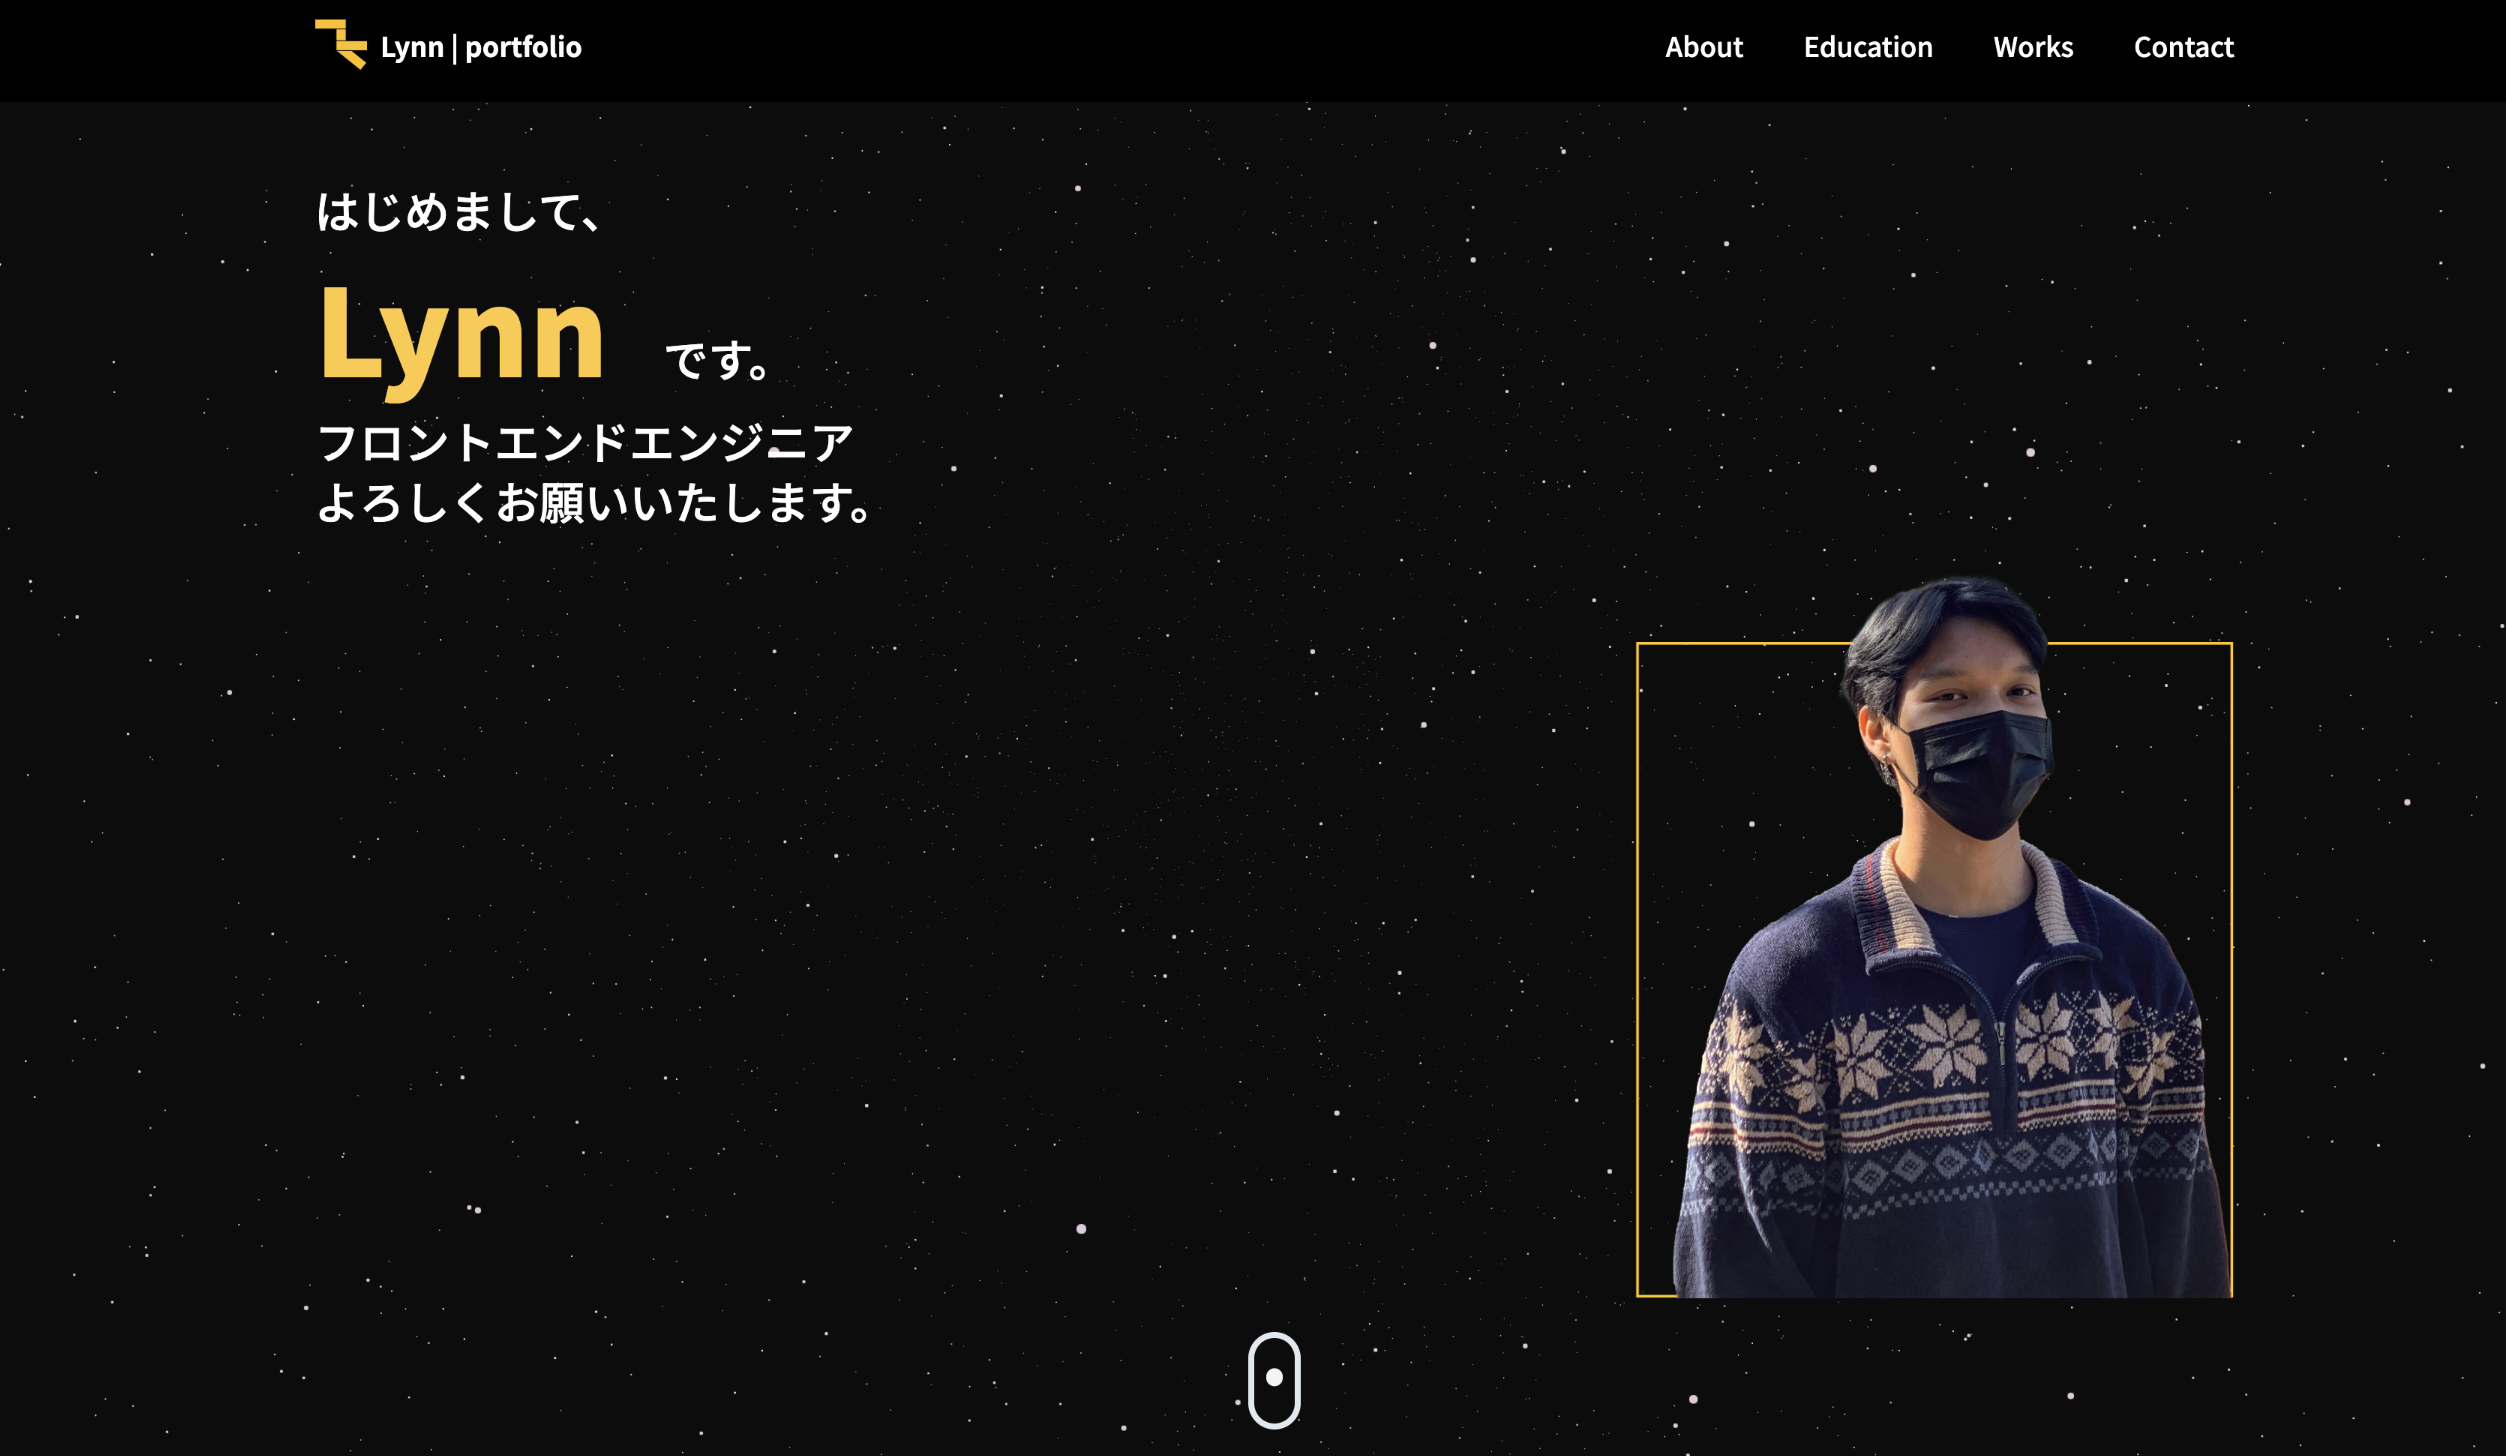 Lynn | portfolio
About Education Works Contact
はじめまして、
Lynn です。
フロントエンドエンジニア
よろしくお願いいたします。